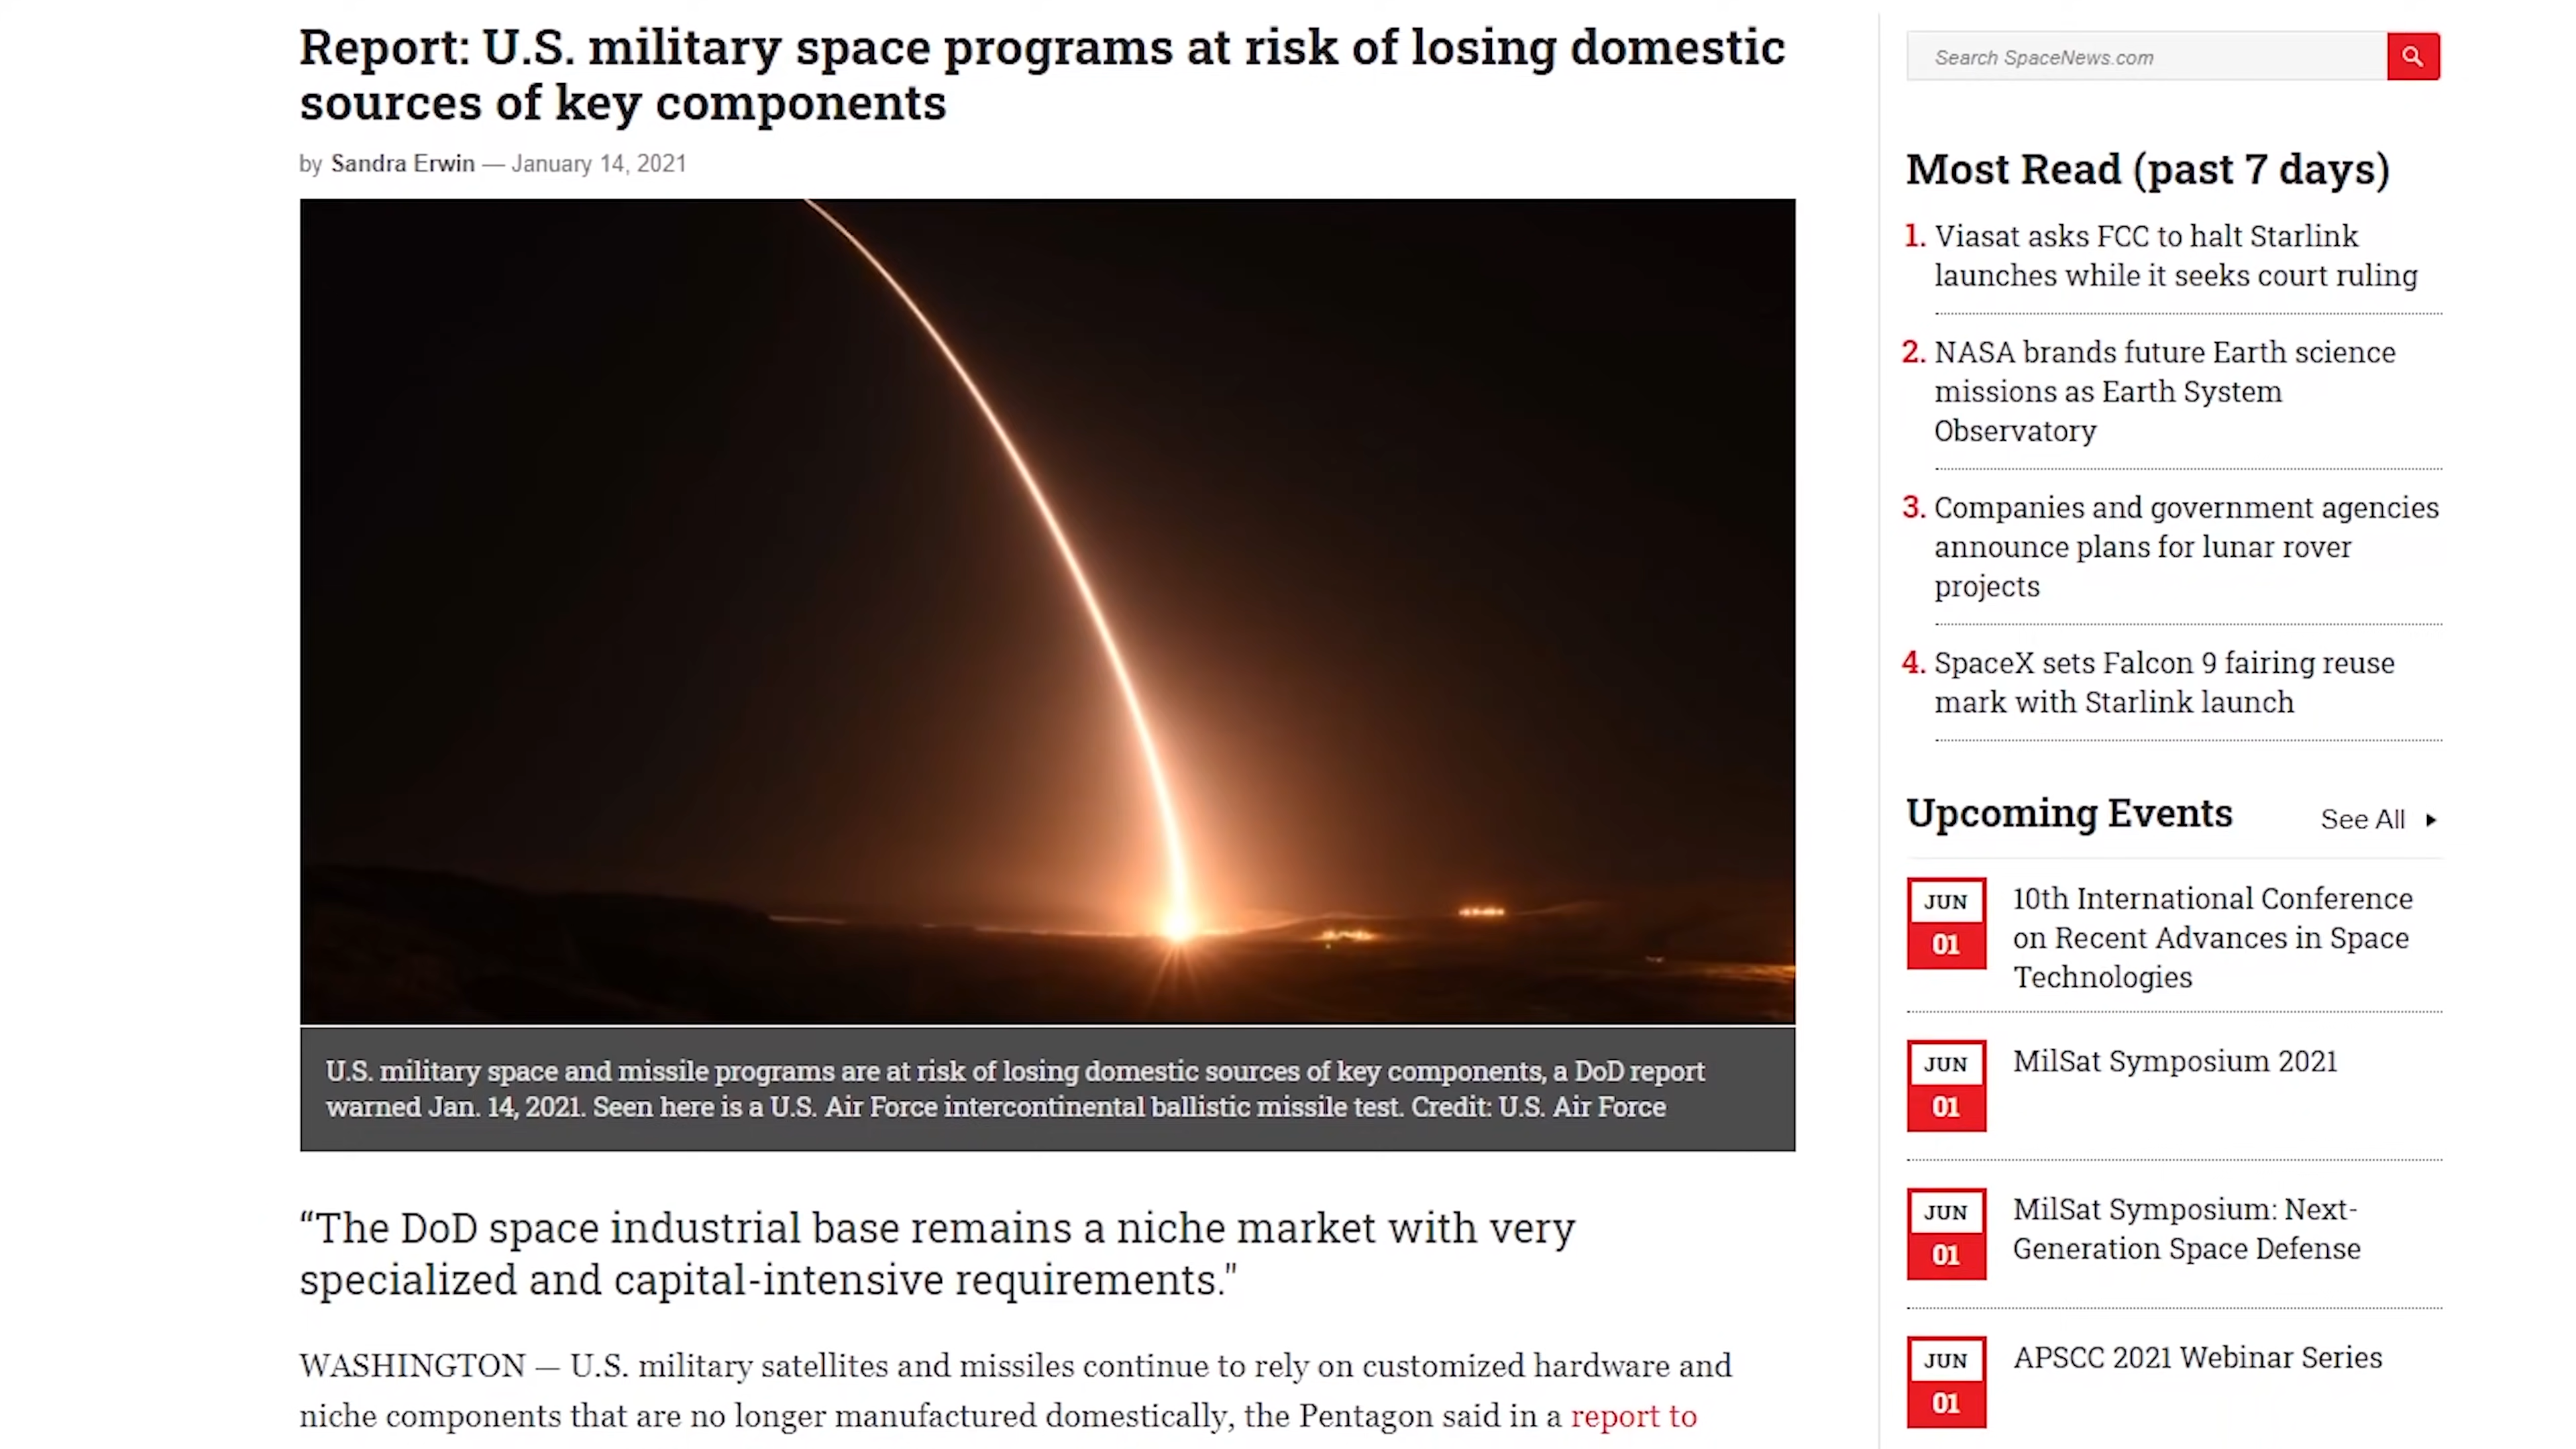 Report: U.S. military space programs at risk of losing domestic
sources of key components
by Sandra Erwin — January 14, 2021
U.S. military space and missile programs are at risk of losing domestic sources of key components, a DoD report
warned Jan. 14, 2021. Seen here is a U.S. Air Force intercontinental ballistic missile test. Credit: U.S. Air Force
“The DoD space industrial base remains a niche market with very
specialized and capital-intensive requirements."
WASHINGTON — U.S. military satellites and missiles continue to rely on customized hardware and
niche components that are no longer manufactured domestically, the Pentagon said in a report to
Search SpaceNews.com
Most Read (past 7 days)
1. Viasat asks FCC to halt Starlink
launches while it seeks court ruling
2. NASA brands future Earth science
missions as Earth System
Observatory
3. Companies and government agencies
announce plans for lunar rover
projects
4. SpaceX sets Falcon 9 fairing reuse
mark with Starlink launch
Upcoming Events See All
JUN
01
10th International Conference
on Recent Advances in Space
Technologies
JUN
01
MilSat Symposium 2021
JUN
01
MilSat Symposium: Next-
Generation Space Defense
JUN
01
APSCC 2021 Webinar Series